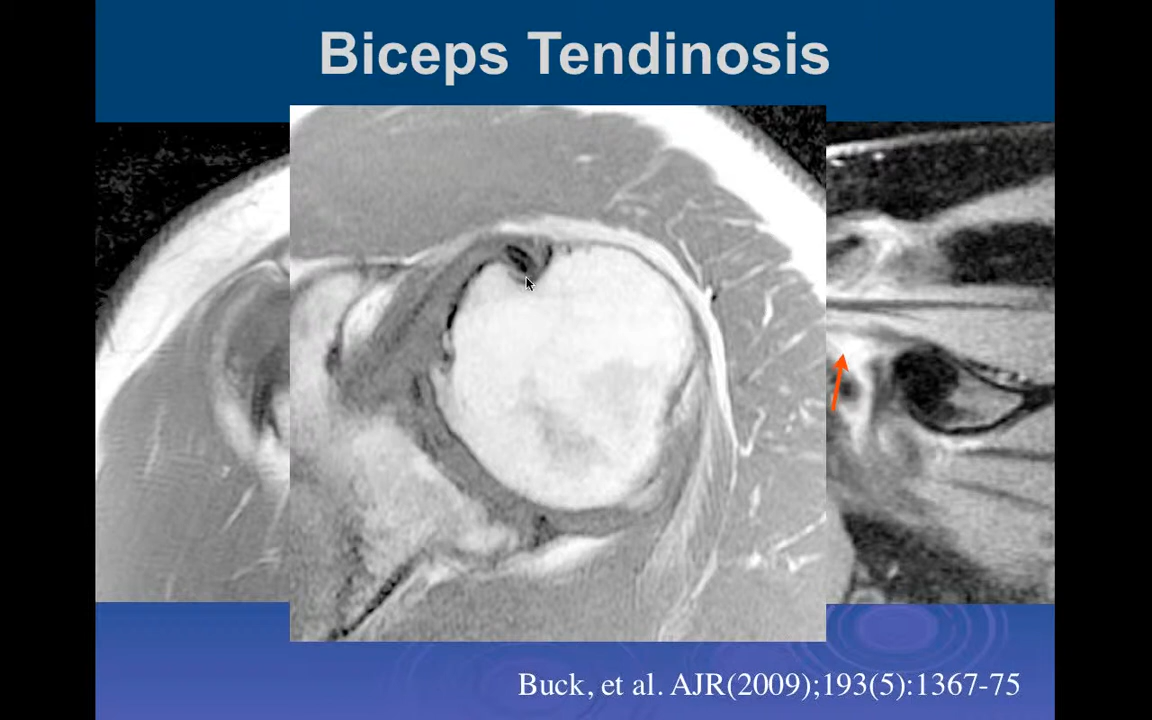 Biceps Tendinosis
Buck, et al. AJR(2009);193(5):1367-75